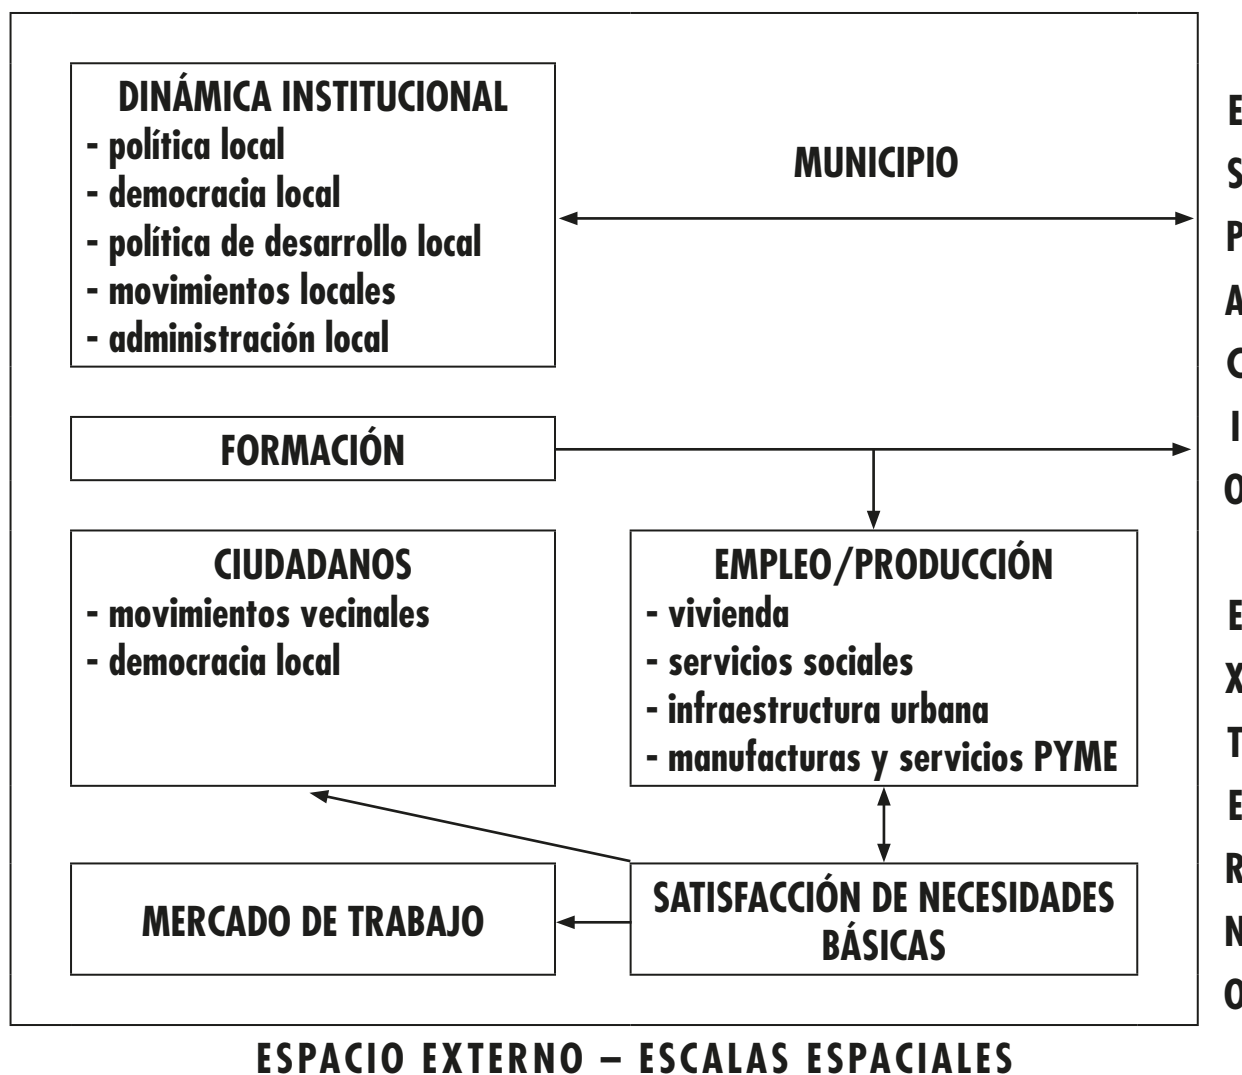 DINÁMICA INSTITUCIONAL
- política local
- democracia local
- política de desarrollo local
- movimientos locales
- administración local
MUNICIPIO
FORMACIÓN
CIUDADANOS
- movimientos vecinales
- democracia local
EMPLEO/PRODUCCIÓN
- vivienda
- servicios sociales
- infraestructura urbana
- manufacturas y servicios PYME
MERCADO DE TRABAJO
SATISFACCIÓN DE NECESIDADES
BÁSICAS
E
S
P
A
C
I
O
E
X
T
E
R
N
O
ESPACIO EXTERNO – ESCALAS ESPACIALES